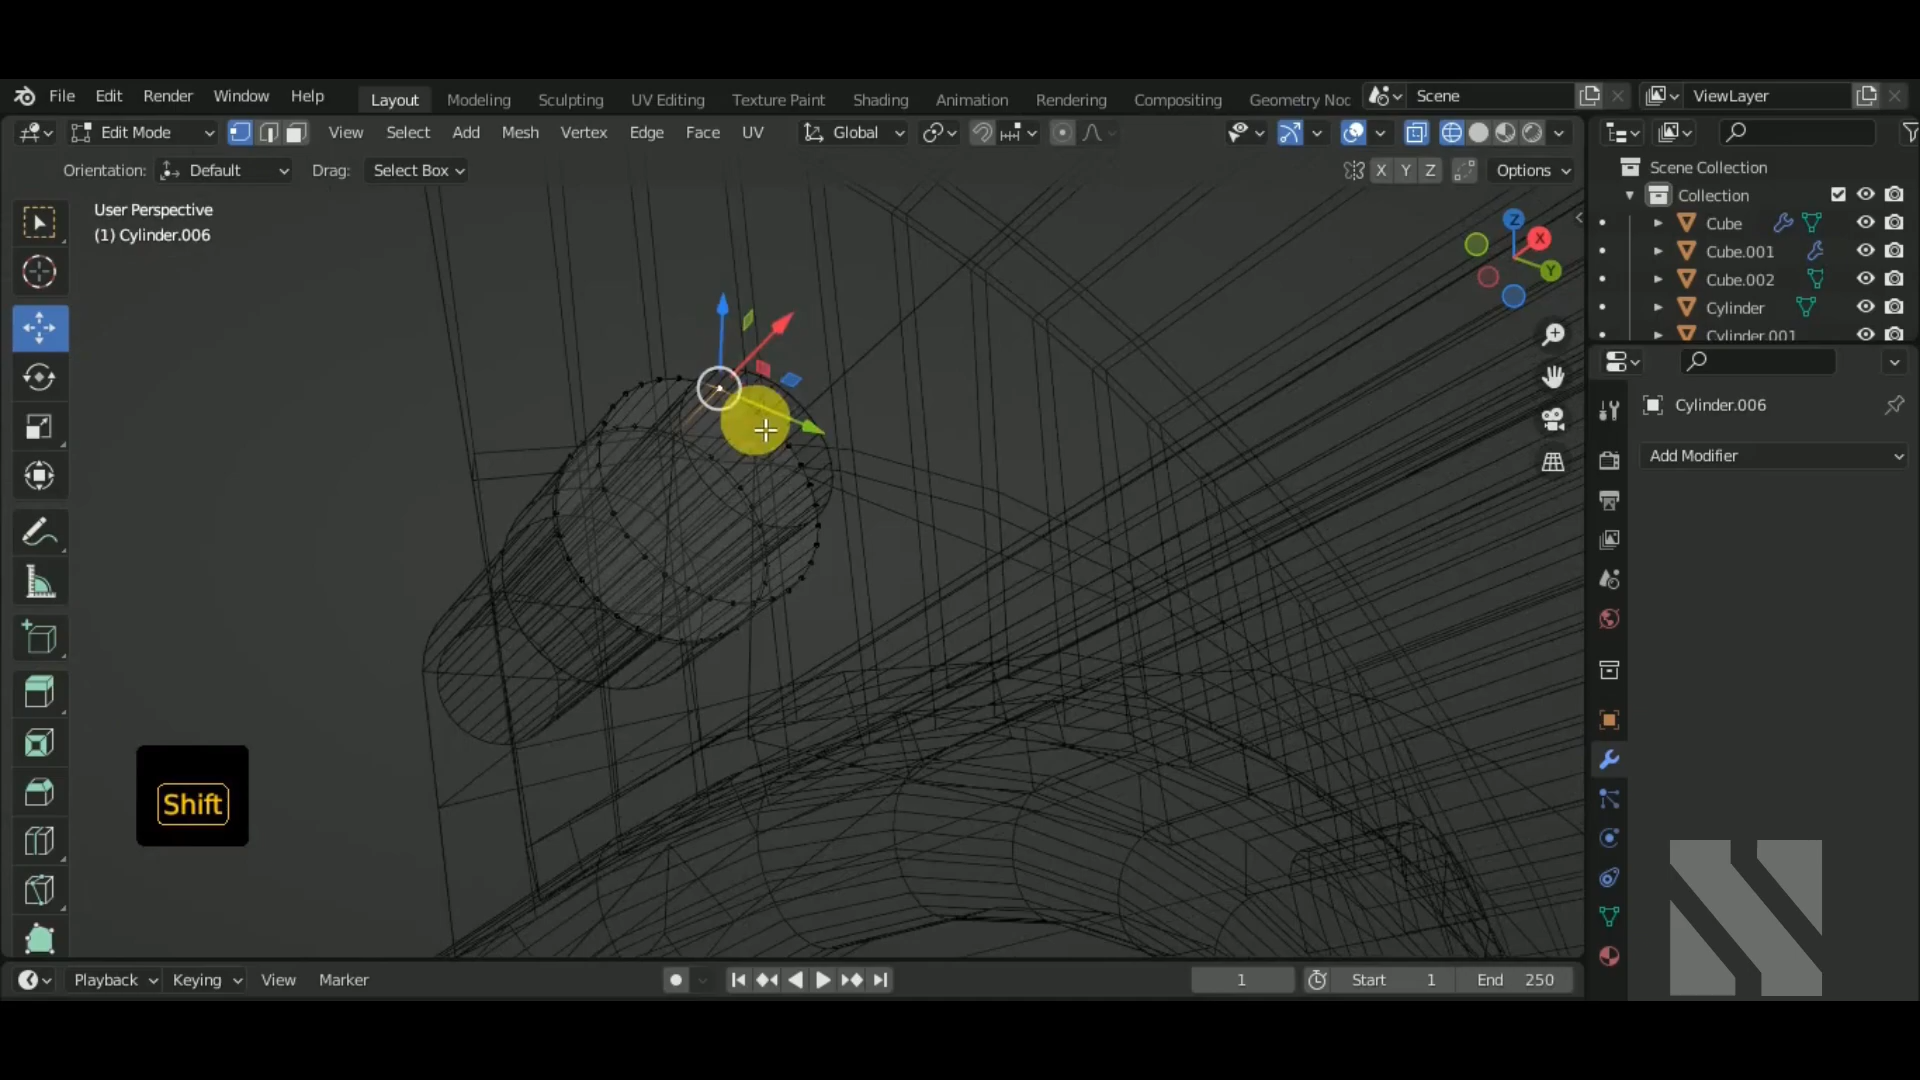 File Edit Render Window Help Layout Modeling Sculpting UV Editing Texture Paint Shading Animation Rendering Compositing Geometry Noc Scene ViewLayer
Edit Mode View Select Add Mesh Vertex Edge Face UV Global
Orientation: Default Drag: Select Box X Y Z Options
User Perspective
(1) Cylinder.006
Z
X
Y
Scene Collection
Collection
Cube
Cube.001
Cube.002
Cylinder
Cylinder.001
Cylinder.006
Add Modifier
Shift
Playback Keying View Marker 1 Start 1 End 250